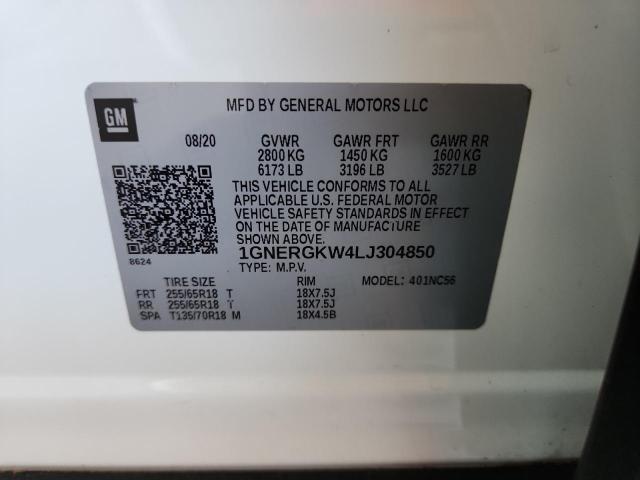 GM
MFD BY GENERAL MOTORS LLC
08/20 GVWR GAWR FRT GAWR RR
2800 KG 1450 KG 1600 KG
6173 LB 3196 LB 3527 LB
THIS VEHICLE CONFORMS TO ALL
APPLICABLE U.S. FEDERAL MOTOR
VEHICLE SAFETY STANDARDS IN EFFECT
ON THE DATE OF MANUFACTURE
SHOWN ABOVE.
1GNERGKW4LJ304850
8624
TYPE: M.P.V. MODEL: 401NC56
TIRE SIZE RIM
FRT 255/65R18 T 18X7.5J
RR 255/65R18 T 18X7.5J
SPA T135/70R18 M 18X4.5B